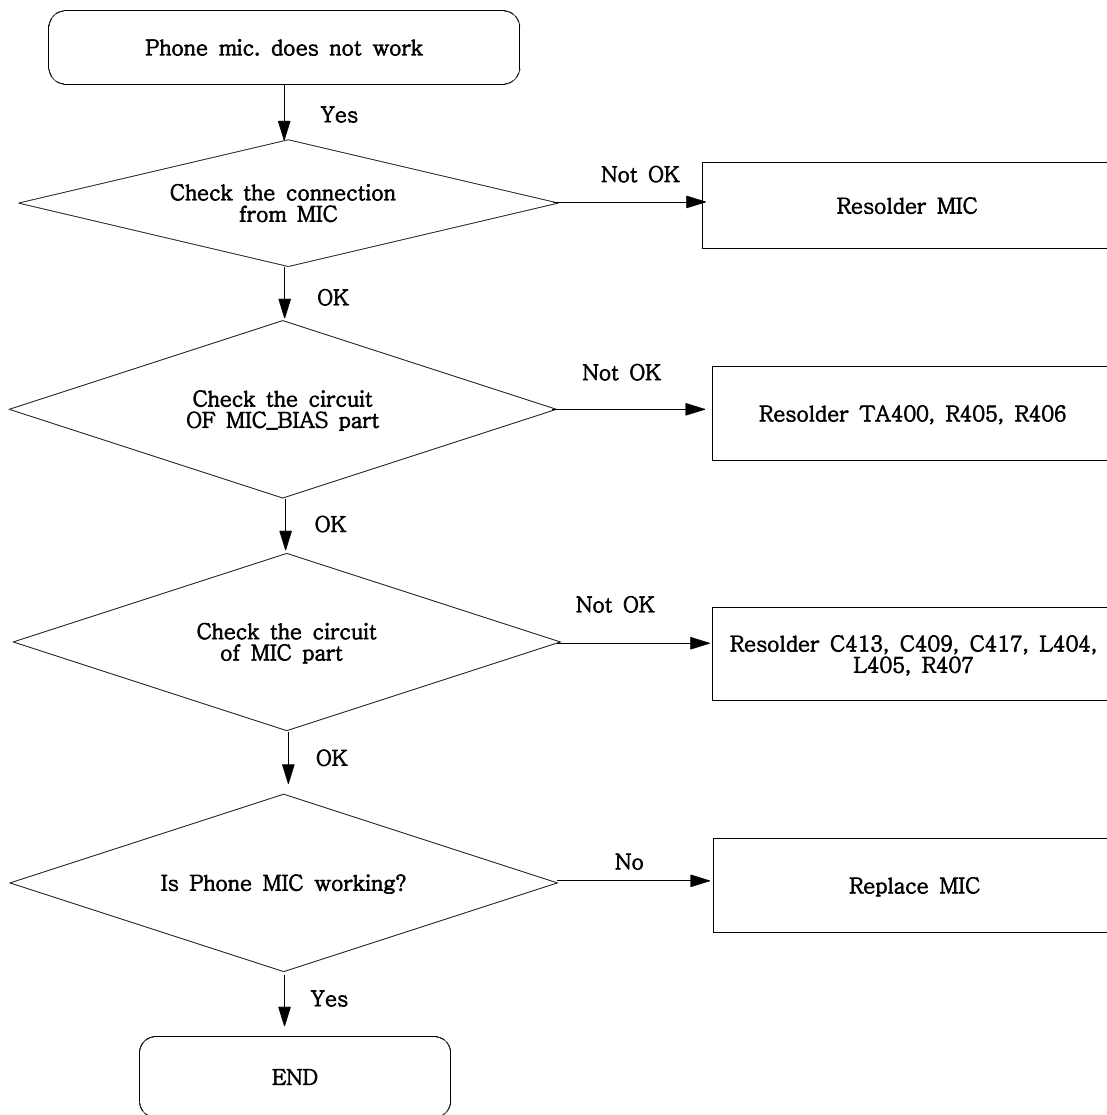 Phone mic. does not work
Yes
Check the connection
from MIC
Not OK
Resolder MIC
OK
Check the circuit
OF MIC_BIAS part
Not OK
Resolder TA400, R405, R406
OK
Check the circuit
of MIC part
Not OK
Resolder C413, C409, C417, L404,
L405, R407
OK
Is Phone MIC working?
No
Replace MIC
Yes
END